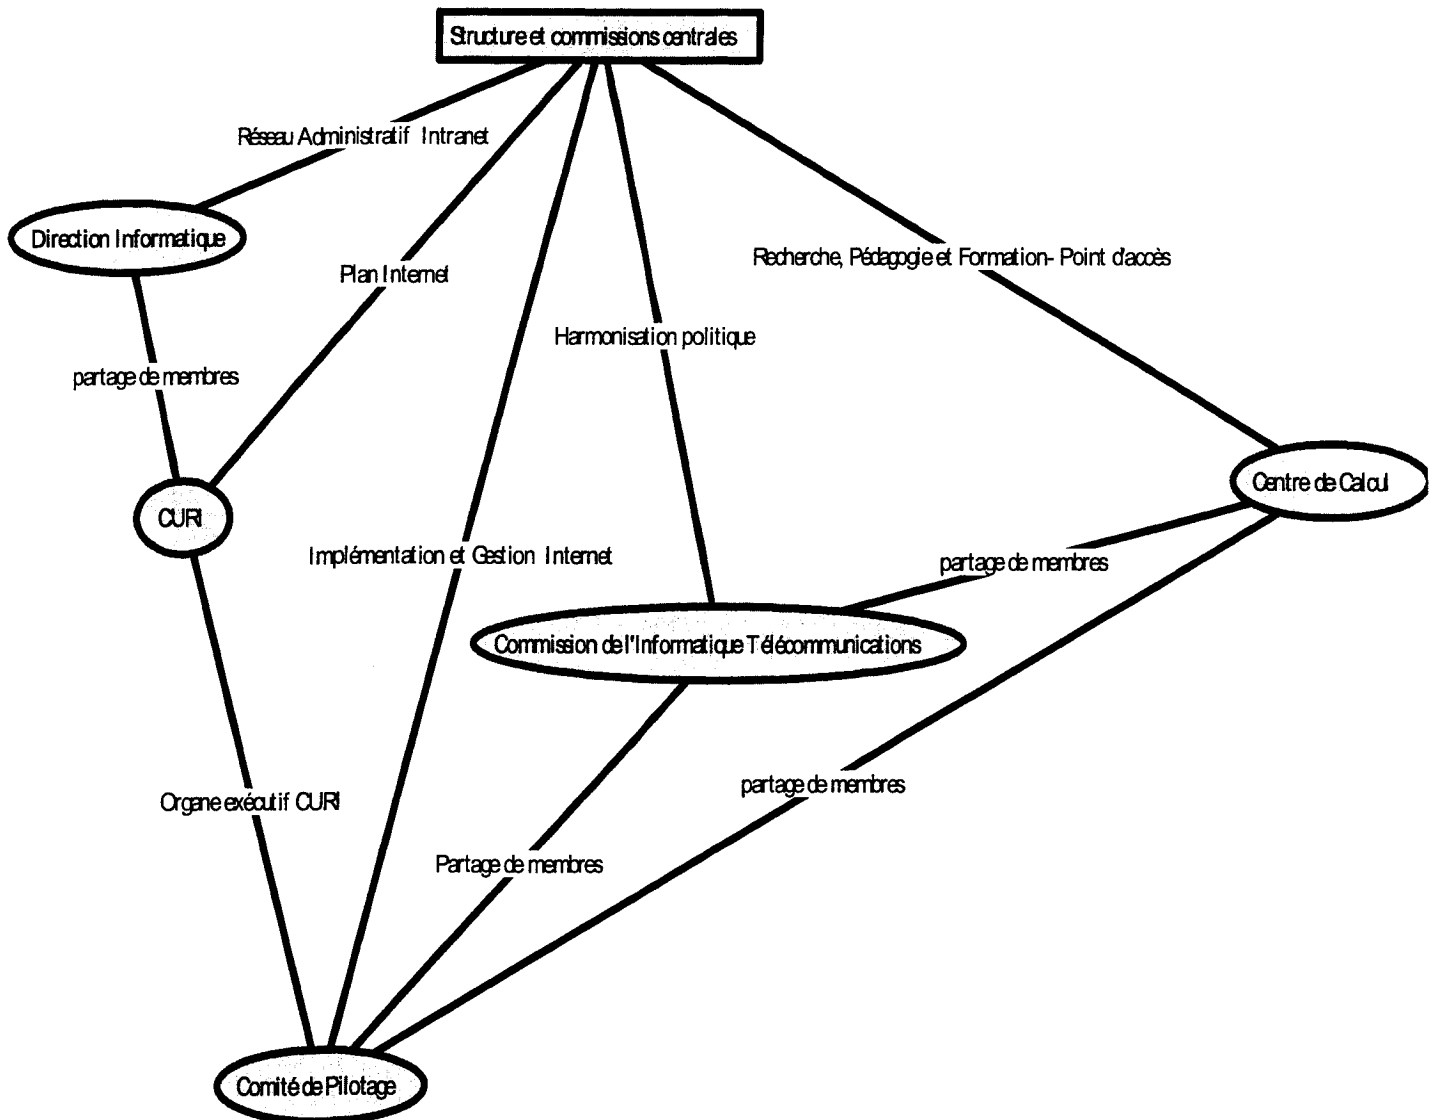 Structure et commissions centrales
Réseau Administratif Intranet
Direction Informatique
Recherche, Pédagogie et Formation- Point d'accès
Plan Internet
Harmonisation politique
partage de membres
Centre de Calcul
CURI
Implémentation et Gestion Internet
partage de membres
Commission de l'Informatique Télécommunications
partage de membres
Organe exécutif CURI
Partage de membres
Comité de Pilotage